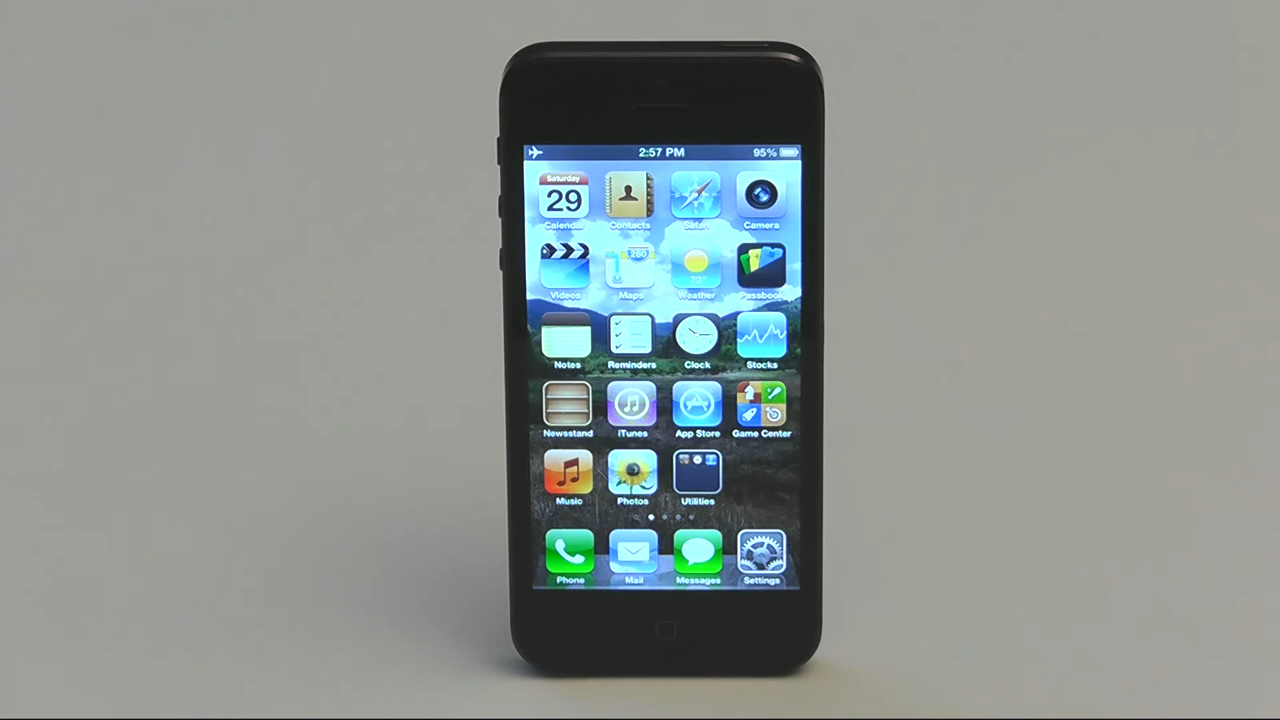 2:57 PM 95%
Saturday
29
Calendar Contacts Safari Camera
280
73°
Videos Maps Weather Passbook
Notes Reminders Clock Stocks
Newsstand iTunes App Store Game Center
Music Photos Utilities
Phone Mail Messages Settings